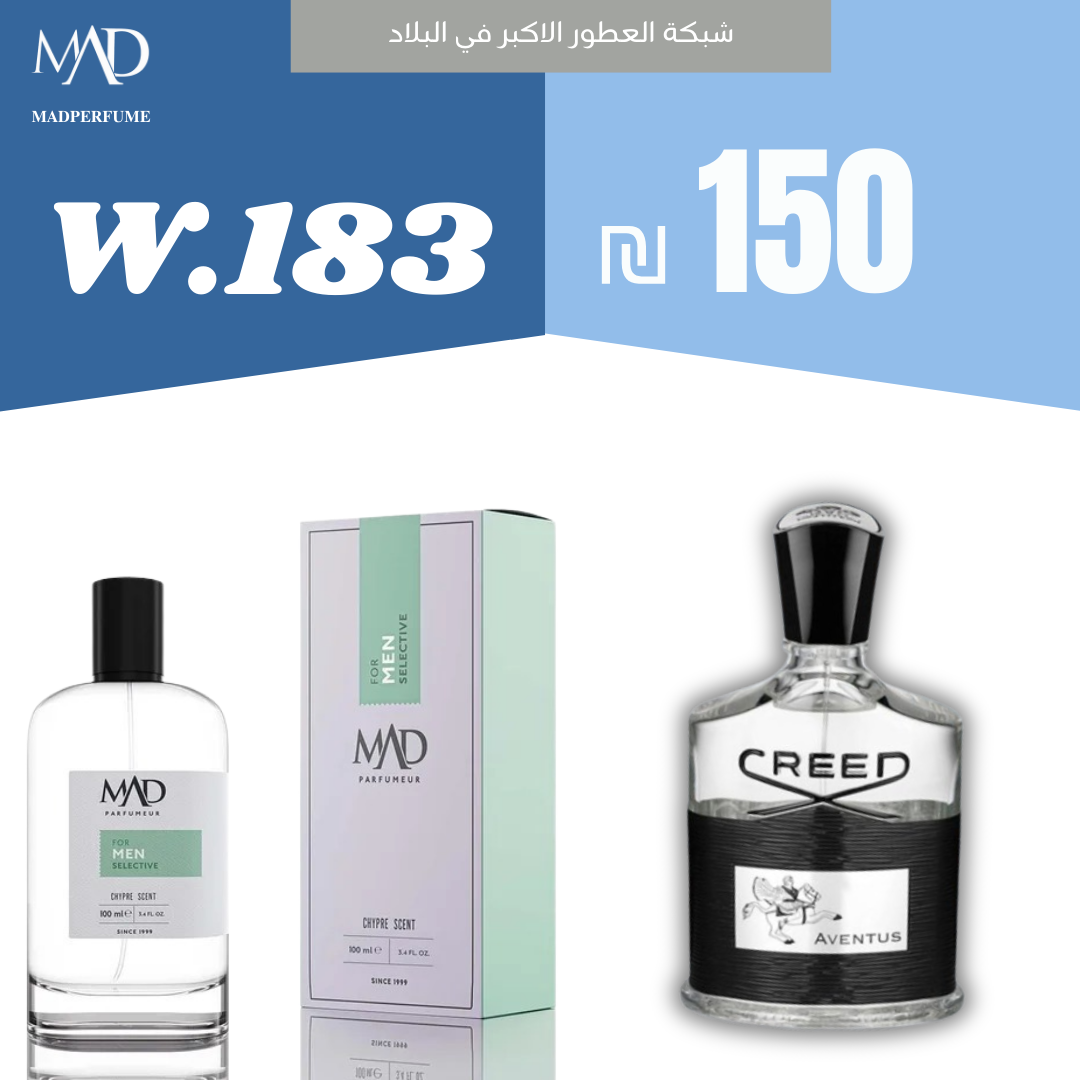 شبكة العطور الاكبر في البلاد
MAD
MADPERFUME
W.183
₪ 150
MAD
PARFUMEUR
FOR
MEN
SELECTIVE
CHYPRE SCENT
100 ml e 3.4 FL. OZ.
SINCE 1999
FOR
MEN
SELECTIVE
MAD
PARFUMEUR
CHYPRE SCENT
100 ml e 3.4 FL. OZ.
SINCE 1999
CREED
AVENTUS